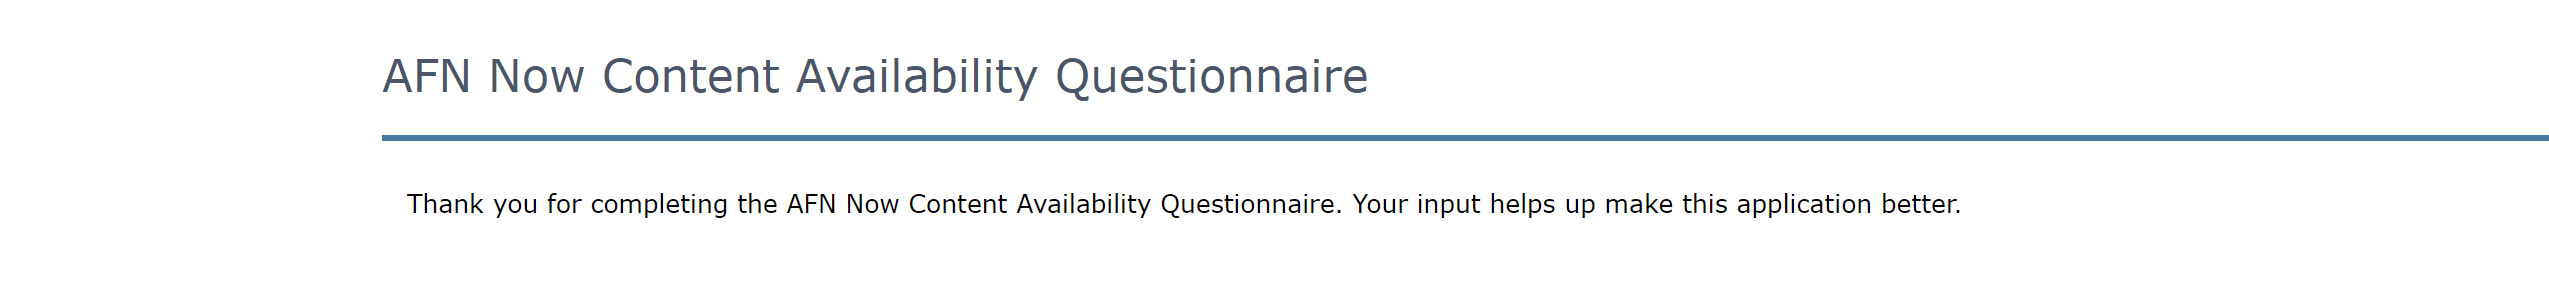 AFN Now Content Availability Questionnaire
Thank you for completing the AFN Now Content Availability Questionnaire. Your input helps up make this application better.